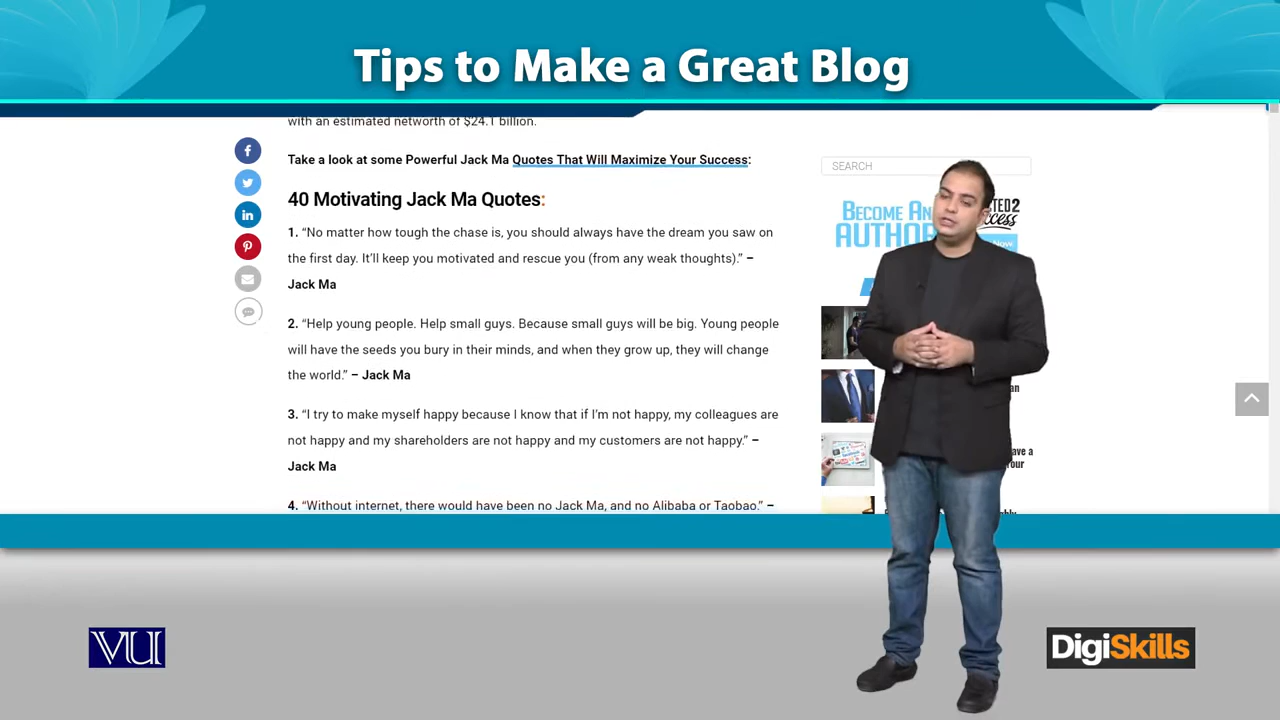 Tips to Make a Great Blog
with an estimated networth of $24.1 billion.
Take a look at some Powerful Jack Ma Quotes That Will Maximize Your Success:
40 Motivating Jack Ma Quotes:
1. “No matter how tough the chase is, you should always have the dream you saw on
the first day. It’ll keep you motivated and rescue you (from any weak thoughts).” –
Jack Ma
2. “Help young people. Help small guys. Because small guys will be big. Young people
will have the seeds you bury in their minds, and when they grow up, they will change
the world.” – Jack Ma
3. “I try to make myself happy because I know that if I’m not happy, my colleagues are
not happy and my shareholders are not happy and my customers are not happy.” –
Jack Ma
4. “Without internet, there would have been no Jack Ma, and no Alibaba or Taobao.” –
SEARCH
BECOME AN
AUTHOR
Now
VU
DigiSkills